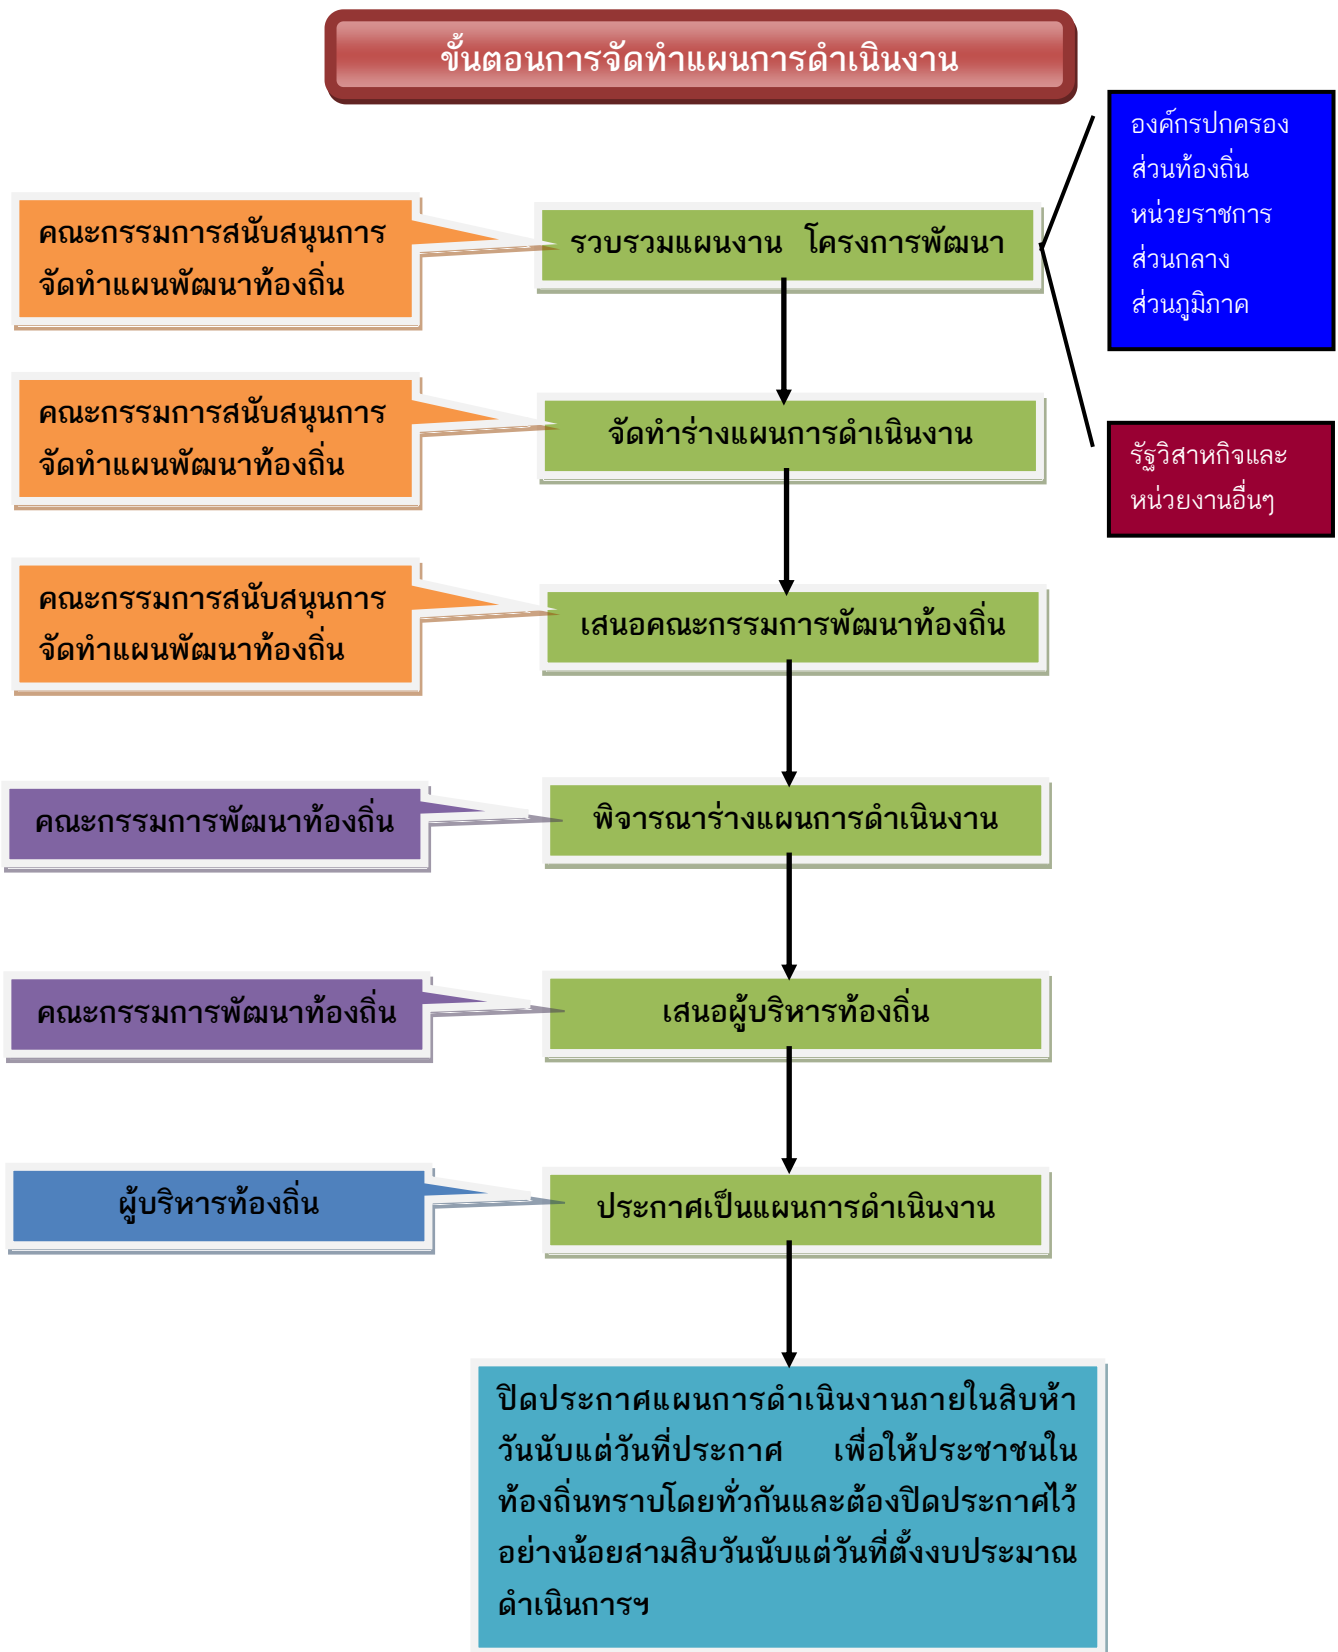 ขั้นตอนการจัดทำแผนการดำเนินงาน
องค์กรปกครอง
ส่วนท้องถิ่น
หน่วยราชการ
ส่วนกลาง
ส่วนภูมิภาค
คณะกรรมการสนับสนุนการ
จัดทำแผนพัฒนาท้องถิ่น
รวบรวมแผนงาน โครงการพัฒนา
คณะกรรมการสนับสนุนการ
จัดทำแผนพัฒนาท้องถิ่น
จัดทำร่างแผนการดำเนินงาน
รัฐวิสาหกิจและ
หน่วยงานอื่นๆ
คณะกรรมการสนับสนุนการ
จัดทำแผนพัฒนาท้องถิ่น
เสนอคณะกรรมการพัฒนาท้องถิ่น
คณะกรรมการพัฒนาท้องถิ่น
พิจารณาร่างแผนการดำเนินงาน
คณะกรรมการพัฒนาท้องถิ่น
เสนอผู้บริหารท้องถิ่น
ผู้บริหารท้องถิ่น
ประกาศเป็นแผนการดำเนินงาน
ปิดประกาศแผนการดำเนินงานภายในสิบห้า
วันนับแต่วันที่ประกาศ เพื่อให้ประชาชนใน
ท้องถิ่นทราบโดยทั่วกันและต้องปิดประกาศไว้
อย่างน้อยสามสิบวันนับแต่วันที่ตั้งงบประมาณ
ดำเนินการฯ